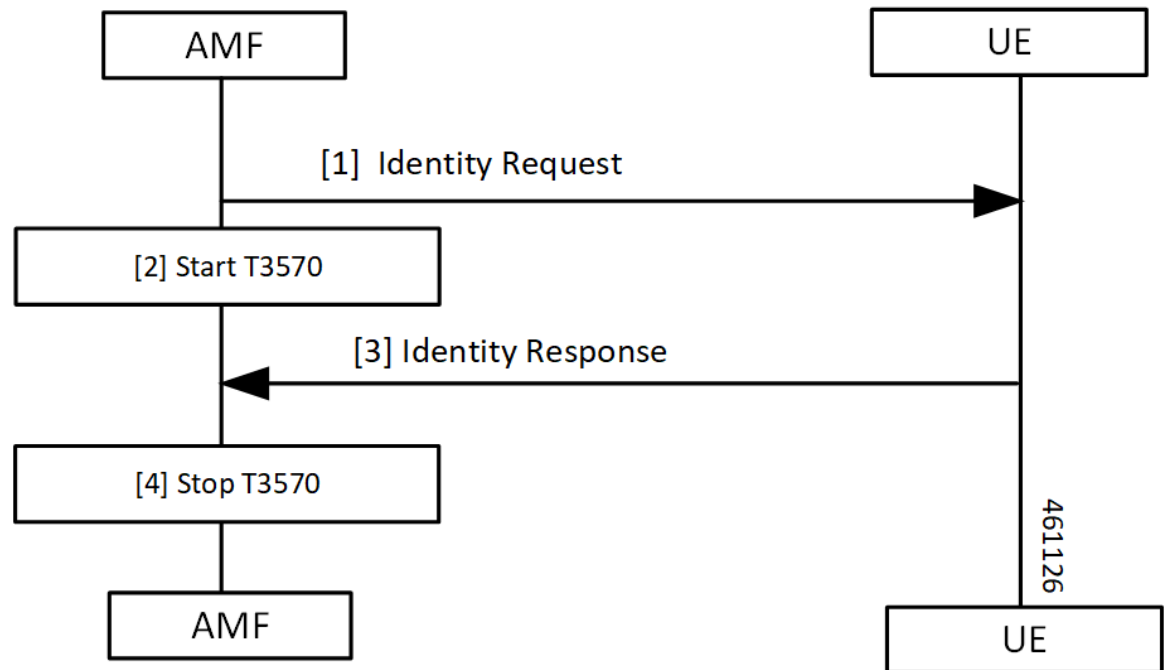 AMF
UE
[1] Identity Request
[2] Start T3570
[3] Identity Response
[4] Stop T3570
461126
AMF
UE